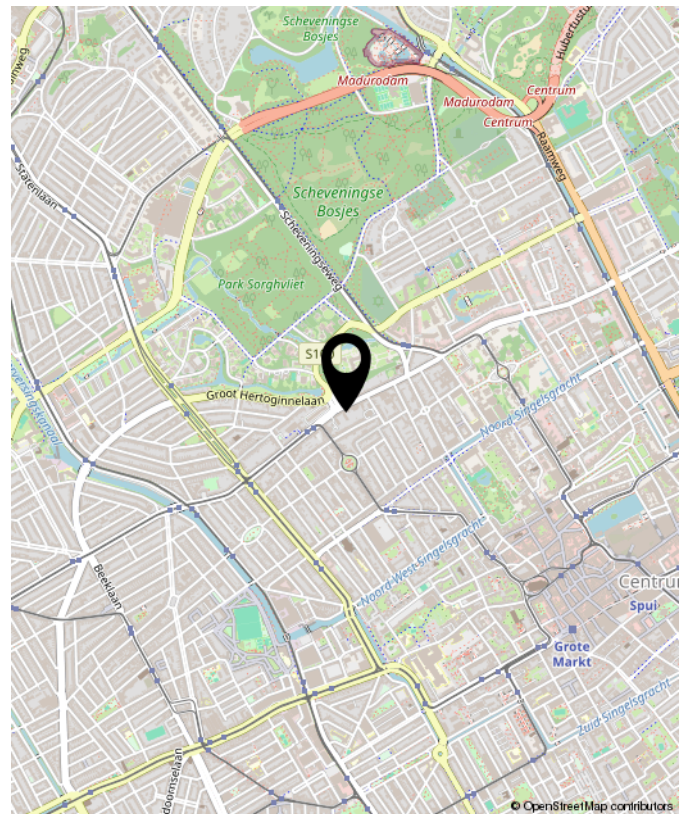 Scheveningse
Bosjes
Hubertustu
Madurodam
Centrum
Madurodam
Centrum
Raamweg
Statenlaan
Scheveningse
Bosjes
Scheveningseweg
Park Sorghvliet
Groot Hertoginnelaan
Noord Singelsgracht
Beeklaan
Noord-West Singelsgracht
Centrum
Spui
Grote
Markt
Zuid Singelsgracht
doornselaan
© OpenStreetMap contributors